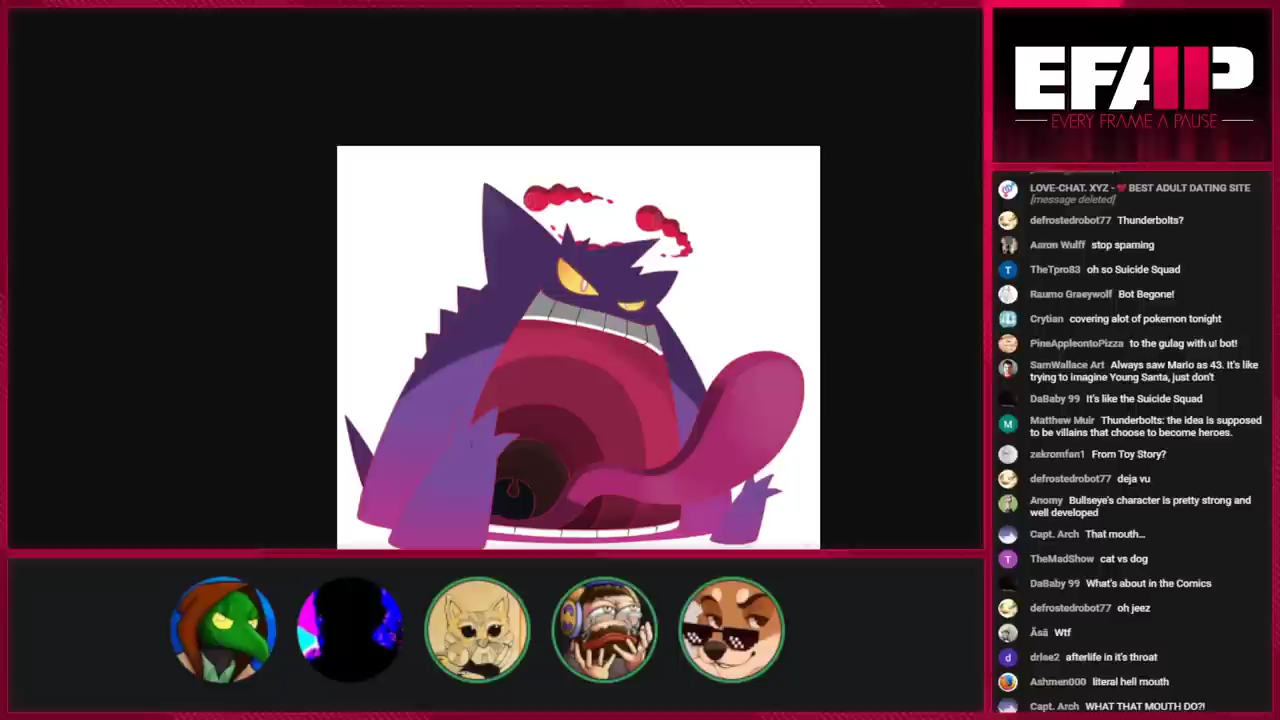 EFAP
EVERY FRAME A PAUSE
LOVE-CHAT. XYZ - ❤ BEST ADULT DATING SITE
[message deleted]
defrostedrobot77 Thunderbolts?
Aaron Wulff stop spaming
T TheTpro83 oh so Suicide Squad
Raumo Graeywolf Bot Begone!
Crytian covering alot of pokemon tonight
PineAppleontoPizza to the gulag with u! bot!
SamWallace Art Always saw Mario as 43. It's like
trying to imagine Young Santa, just don't
DaBaby 99 It's like the Suicide Squad
M Matthew Muir Thunderbolts: the idea is supposed
to be villains that choose to become heroes.
zekromfan1 From Toy Story?
defrostedrobot77 deja vu
Anomy Bullseye's character is pretty strong and
well developed
Capt. Arch That mouth...
T TheMadShow cat vs dog
DaBaby 99 What's about in the Comics
defrostedrobot77 oh jeez
Äsä Wtf
d drlee2 afterlife in it's throat
Ashmen000 literal hell mouth
Capt. Arch WHAT THAT MOUTH DO?!